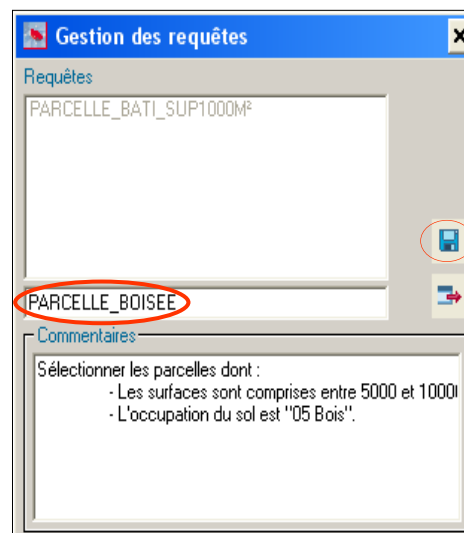 Gestion des requêtes
Requêtes
PARCELLE_BATI_SUP1000M²
PARCELLE_BOISEE
Commentaires
Sélectionner les parcelles dont :
- Les surfaces sont comprises entre 5000 et 1000
- L'occupation du sol est "05 Bois".